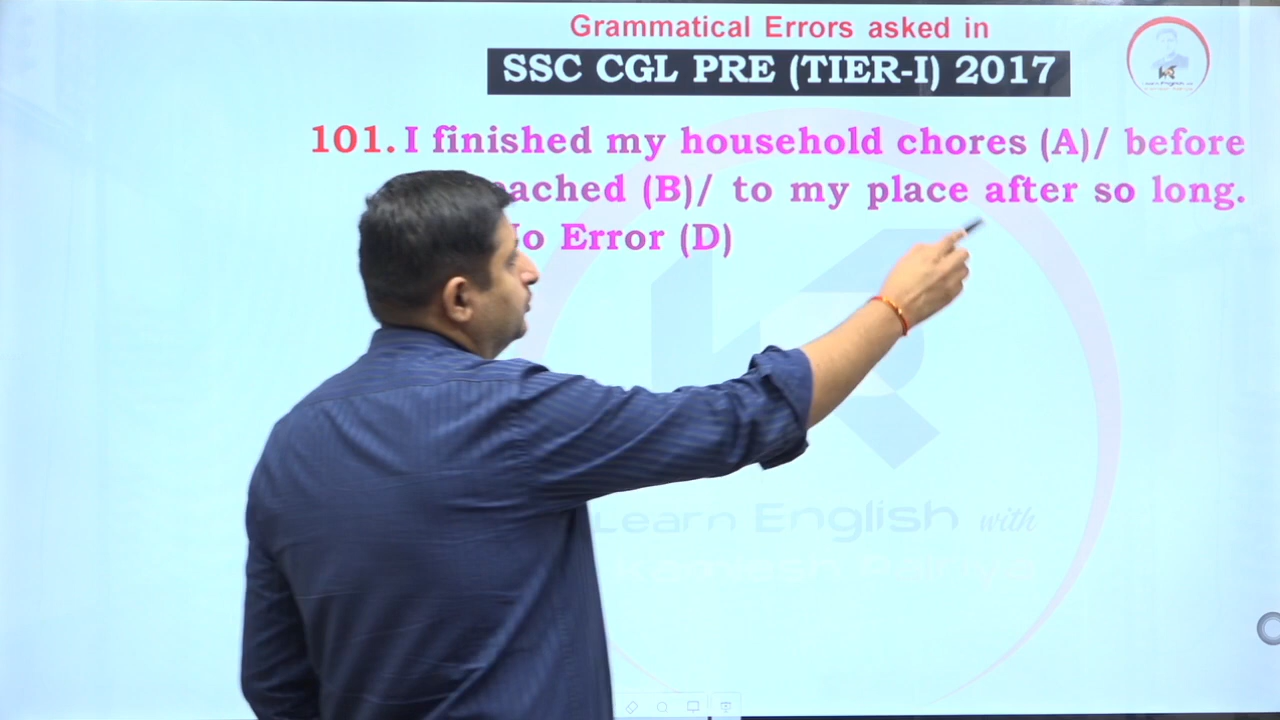 Grammatical Errors asked in
SSC CGL PRE (TIER-I) 2017
101. I finished my household chores (A)/ before
(B)/ to my place after so long.
Error (D)
Learn English with